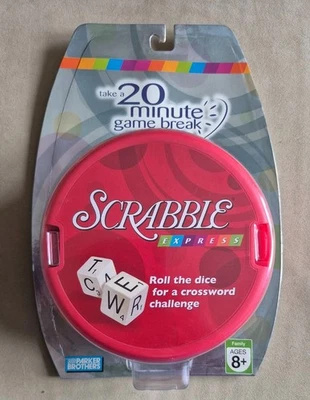 take a 20
minute
game break
SCRABBLE
EXPRESS
Roll the dice
for a crossword
challenge
T E
C W R
PARKER
BROTHERS
Family
AGES
8+